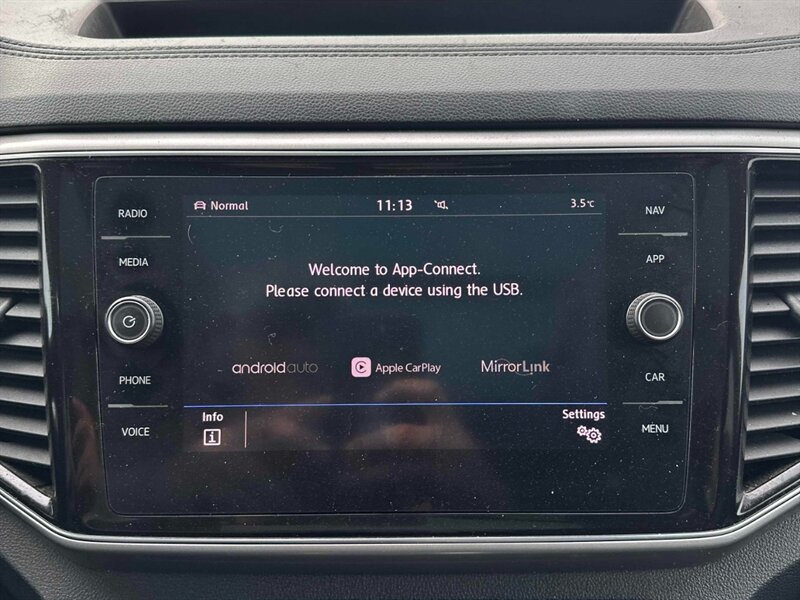 RADIO
MEDIA
PHONE
VOICE
Normal 11:13 3.5°C
Welcome to App-Connect.
Please connect a device using the USB.
androidauto Apple CarPlay MirrorLink
Info Settings
i
NAV
APP
CAR
MENU